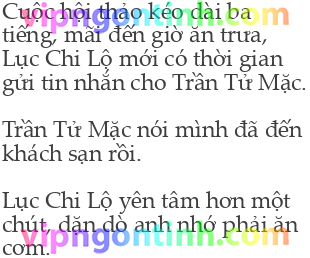 Cuộc hội thảo kéo dài ba
tiếng, mãi đến giờ ăn trưa,
Lục Chi Lộ mới có thời gian
gửi tin nhắn cho Trần Tử Mặc.
Trần Tử Mặc nói mình đã đến
khách sạn rồi.
Lục Chi Lộ yên tâm hơn một
chút, dặn dò anh nhớ phải ăn
cơm.
vipngontinh.com
vipngontinh.com